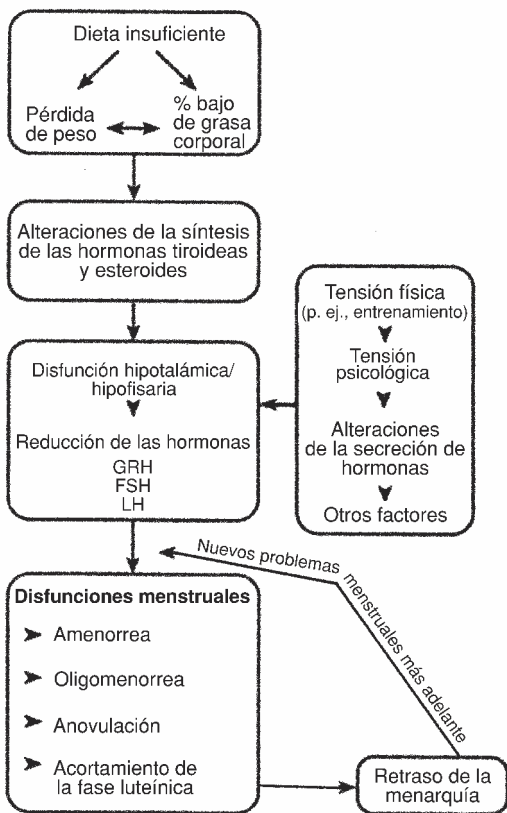 Dieta insuficiente
Pérdida
de peso
% bajo
de grasa
corporal
Alteraciones de la síntesis
de las hormonas tiroideas
y esteroides
Tensión física
(p. ej., entrenamiento)
Tensión
psicológica
Alteraciones
de la secreción de
hormonas
Otros factores
Disfunción hipotalámica/
hipofisaria
Reducción de las hormonas
GRH
FSH
LH
Nuevos problemas
menstruales más adelante
Disfunciones menstruales
Amenorrea
Oligomenorrea
Anovulación
Acortamiento de
la fase luteínica
Retraso de la
menarquía